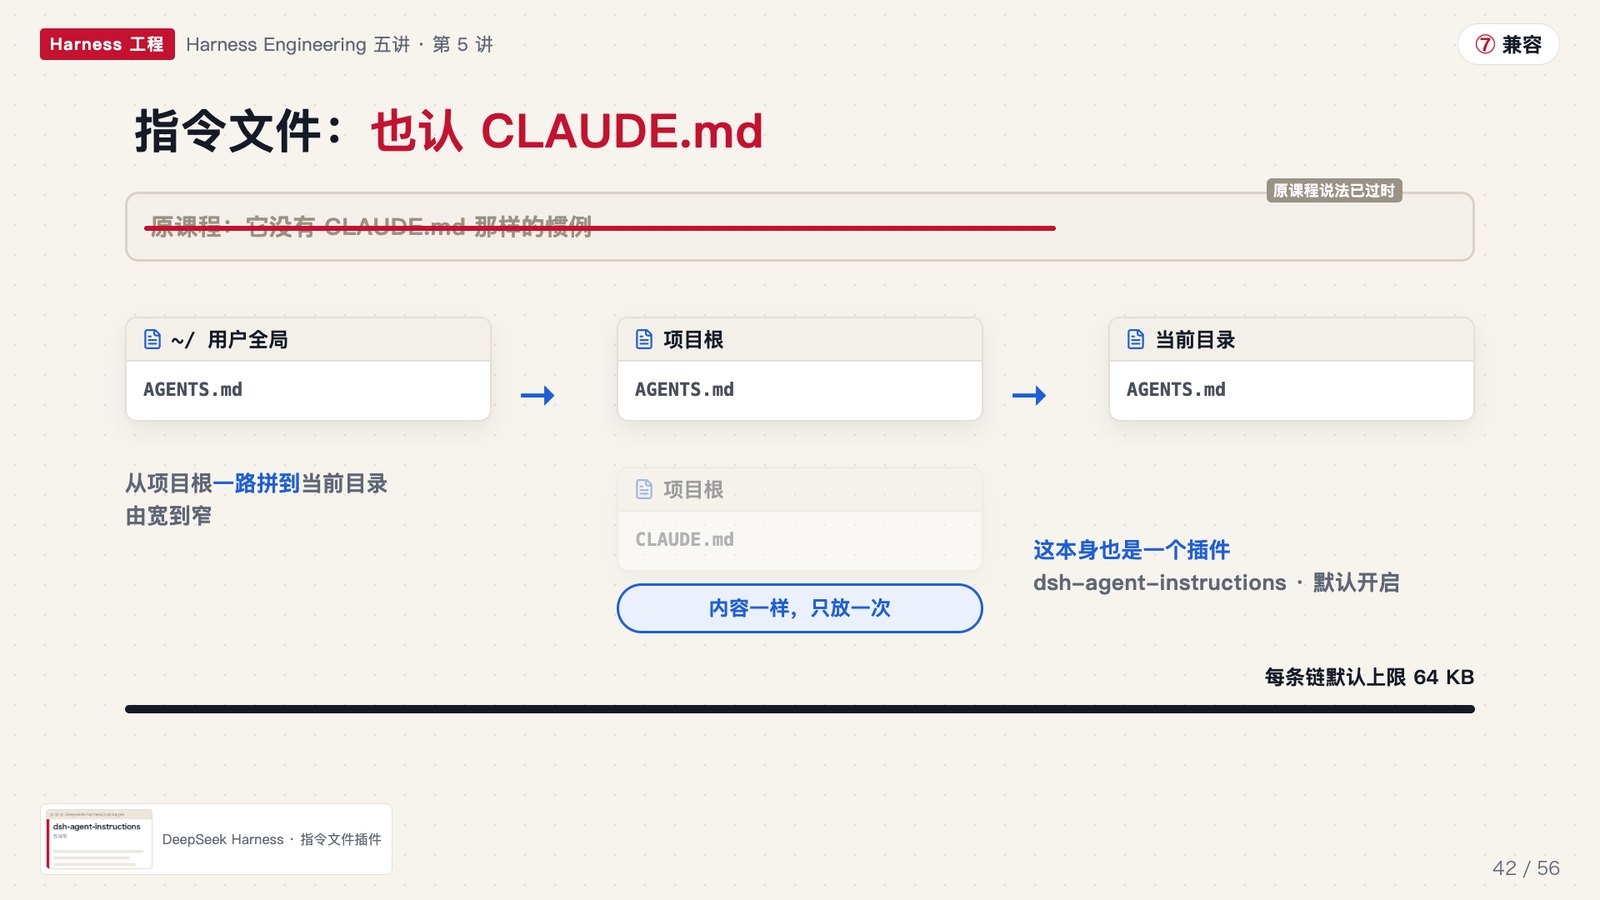 Harness 工程 Harness Engineering 五讲 · 第 5 讲
⑦ 兼容
指令文件：也认 CLAUDE.md
原课程说法已过时
原课程：它没有 CLAUDE.md 那样的惯例
~/ 用户全局
AGENTS.md
项目根
AGENTS.md
当前目录
AGENTS.md
从项目根一路拼到当前目录
由宽到窄
项目根
CLAUDE.md
内容一样，只放一次
这本身也是一个插件
dsh-agent-instructions · 默认开启
每条链默认上限 64 KB
dsh-agent-instructions
DeepSeek Harness · 指令文件插件
42 / 56